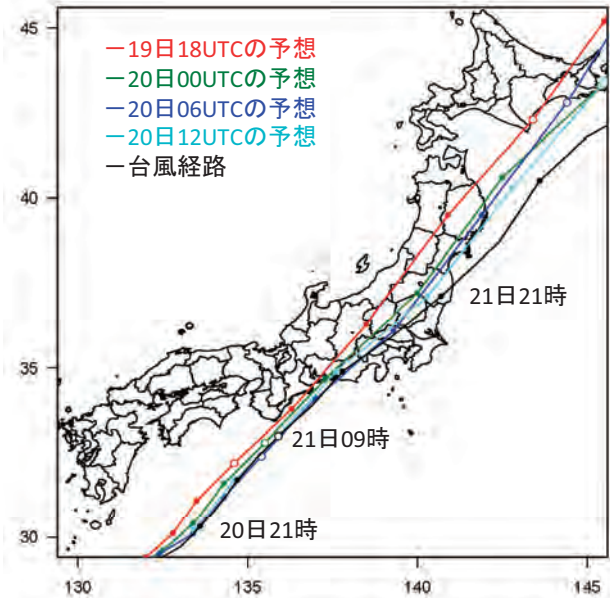 45
40
35
30
130
135
140
145
ー19日18UTCの予想
ー20日00UTCの予想
ー20日06UTCの予想
ー20日12UTCの予想
ー台風経路
21日21時
21日09時
20日21時